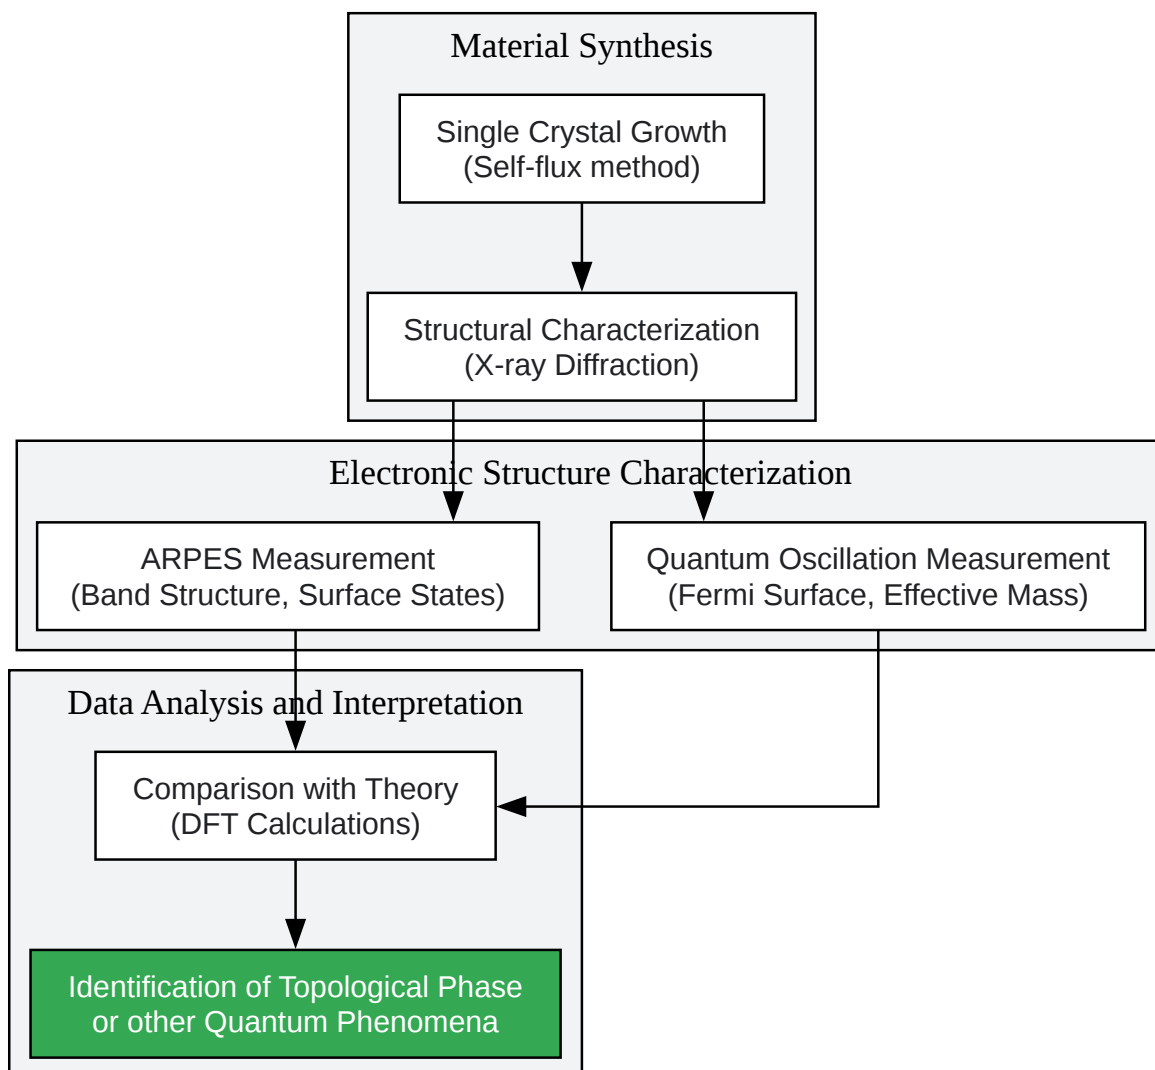 Material Synthesis
Single Crystal Growth
(Self-flux method)
Structural Characterization
(X-ray Diffraction)
Electronic Structure Characterization
ARPES Measurement
(Band Structure, Surface States)
Quantum Oscillation Measurement
(Fermi Surface, Effective Mass)
Data Analysis and Interpretation
Comparison with Theory
(DFT Calculations)
Identification of Topological Phase
or other Quantum Phenomena